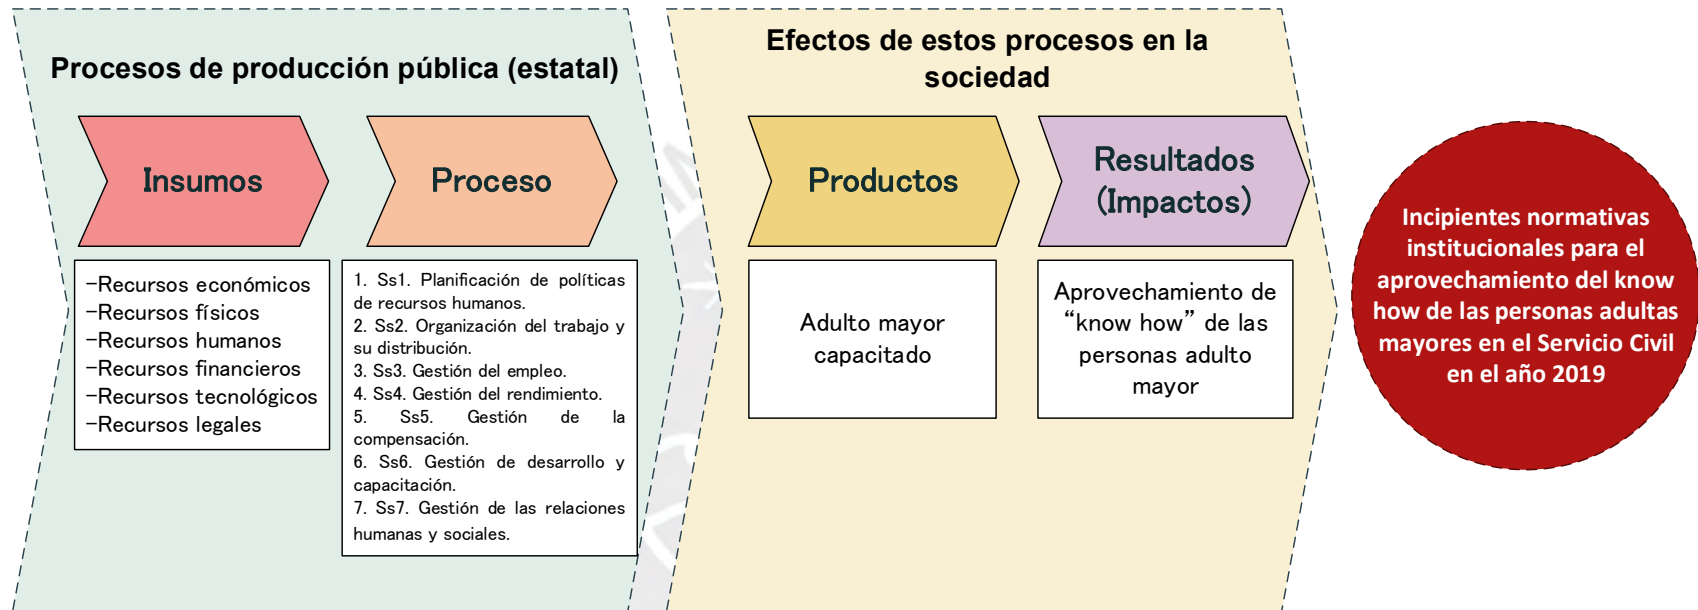 Procesos de producción pública (estatal)
Insumos
Proceso
-Recursos económicos
-Recursos físicos
-Recursos humanos
-Recursos financieros
-Recursos tecnológicos
-Recursos legales
1. Ss1. Planificación de políticas
de recursos humanos.
2. Ss2. Organización del trabajo y
su distribución.
3. Ss3. Gestión del empleo.
4. Ss4. Gestión del rendimiento.
5. Ss5. Gestión de la
compensación.
6. Ss6. Gestión de desarrollo y
capacitación.
7. Ss7. Gestión de las relaciones
humanas y sociales.
Efectos de estos procesos en la
sociedad
Productos
Resultados
(Impactos)
Adulto mayor
capacitado
Aprovechamiento de
“know how” de las
personas adulto
mayor
Incipientes normativas
institucionales para el
aprovechamiento del know
how de las personas adultas
mayores en el Servicio Civil
en el año 2019